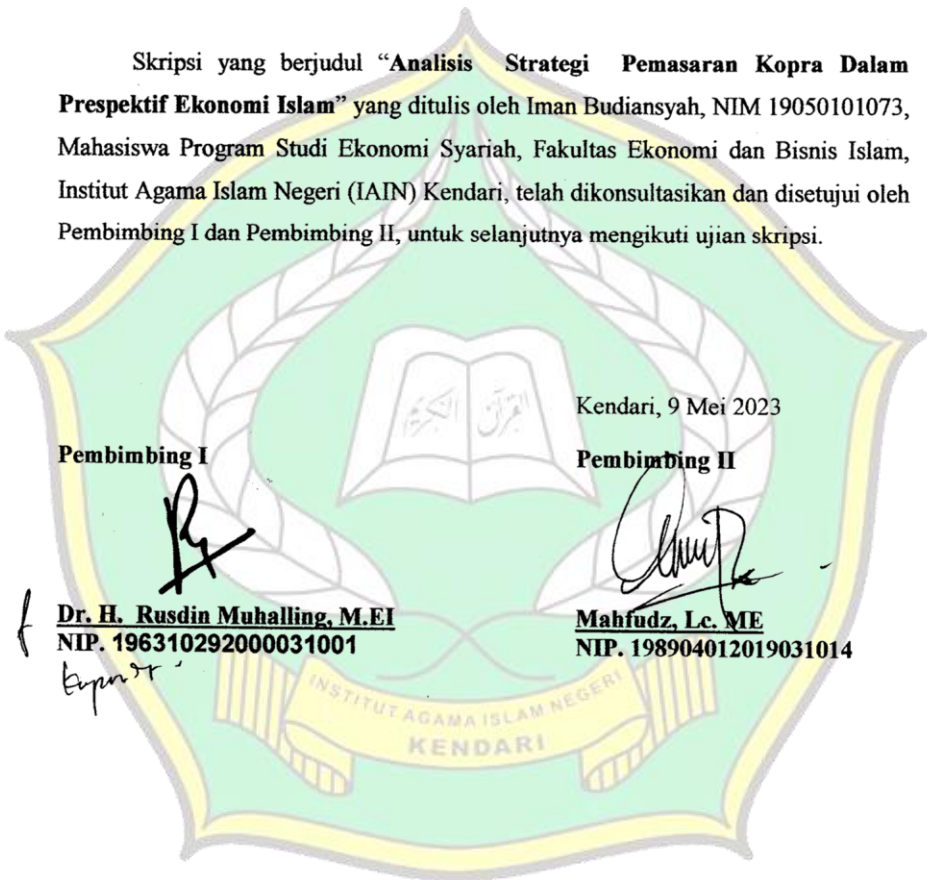 Skripsi yang berjudul “Analisis Strategi Pemasaran Kopra Dalam
Prespektif Ekonomi Islam” yang ditulis oleh Iman Budiansyah, NIM 19050101073,
Mahasiswa Program Studi Ekonomi Syariah, Fakultas Ekonomi dan Bisnis Islam,
Institut Agama Islam Negeri (IAIN) Kendari, telah dikonsultasikan dan disetujui oleh
Pembimbing I dan Pembimbing II, untuk selanjutnya mengikuti ujian skripsi.
القرآن الكريم
Kendari, 9 Mei 2023
Pembimbing I
Pembimbing II
Dr. H. Rusdin Muhalling, M.EI
NIP. 196310292000031001
Mahfudz, Lc. ME
NIP. 198904012019031014
INSTITUT AGAMA ISLAM NEGERI
KENDARI